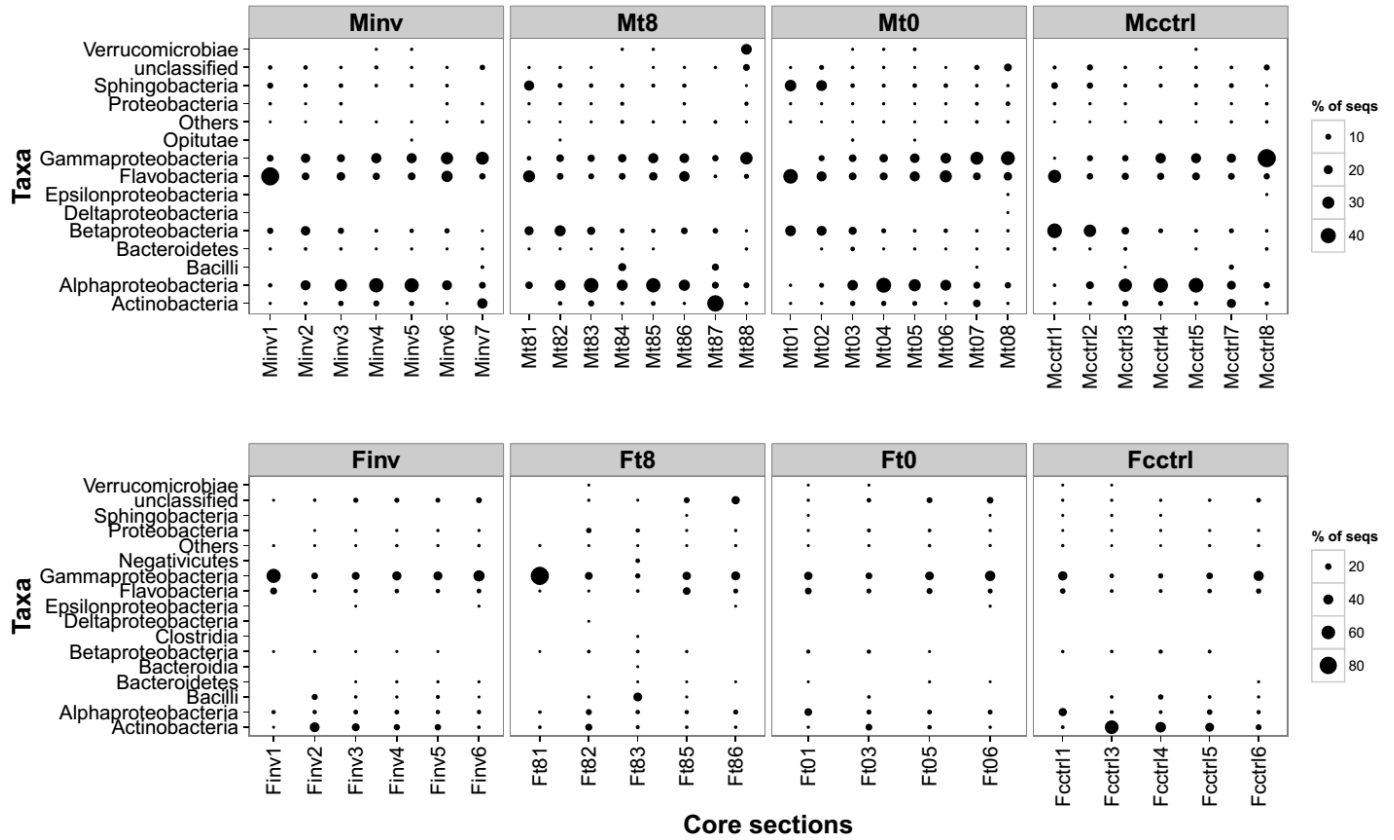 Minv Mt8 Mt0 Mcctrl
Taxa
Verrucomicrobiae
unclassified
Sphingobacteria
Proteobacteria
Others
Opitutae
Gammaproteobacteria
Flavobacteria
Epsilonproteobacteria
Deltaproteobacteria
Betaproteobacteria
Bacteroidetes
Bacilli
Alphaproteobacteria
Actinobacteria
Minv1 Minv2 Minv3 Minv4 Minv5 Minv6 Minv7 Mt81 Mt82 Mt83 Mt84 Mt85 Mt86 Mt87 Mt88 Mt01 Mt02 Mt03 Mt04 Mt05 Mt06 Mt07 Mt08 Mcctrl1 Mcctrl2 Mcctrl3 Mcctrl4 Mcctrl5 Mcctrl7 Mcctrl8
% of seqs
10
20
30
40
Finv Ft8 Ft0 Fcctrl
Taxa
Verrucomicrobiae
unclassified
Sphingobacteria
Proteobacteria
Others
Negativicutes
Gammaproteobacteria
Flavobacteria
Epsilonproteobacteria
Deltaproteobacteria
Clostridia
Betaproteobacteria
Bacteroidia
Bacteroidetes
Bacilli
Alphaproteobacteria
Actinobacteria
Finv1 Finv2 Finv3 Finv4 Finv5 Finv6 Ft81 Ft82 Ft83 Ft85 Ft86 Ft01 Ft03 Ft05 Ft06 Fcctrl1 Fcctrl3 Fcctrl4 Fcctrl5 Fcctrl6
% of seqs
20
40
60
80
Core sections